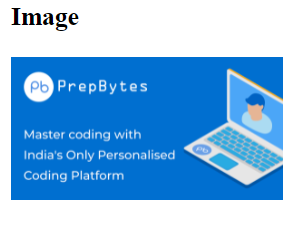 Image
Pb PrepBytes
Master coding with
India's Only Personalised
Coding Platform
Pb